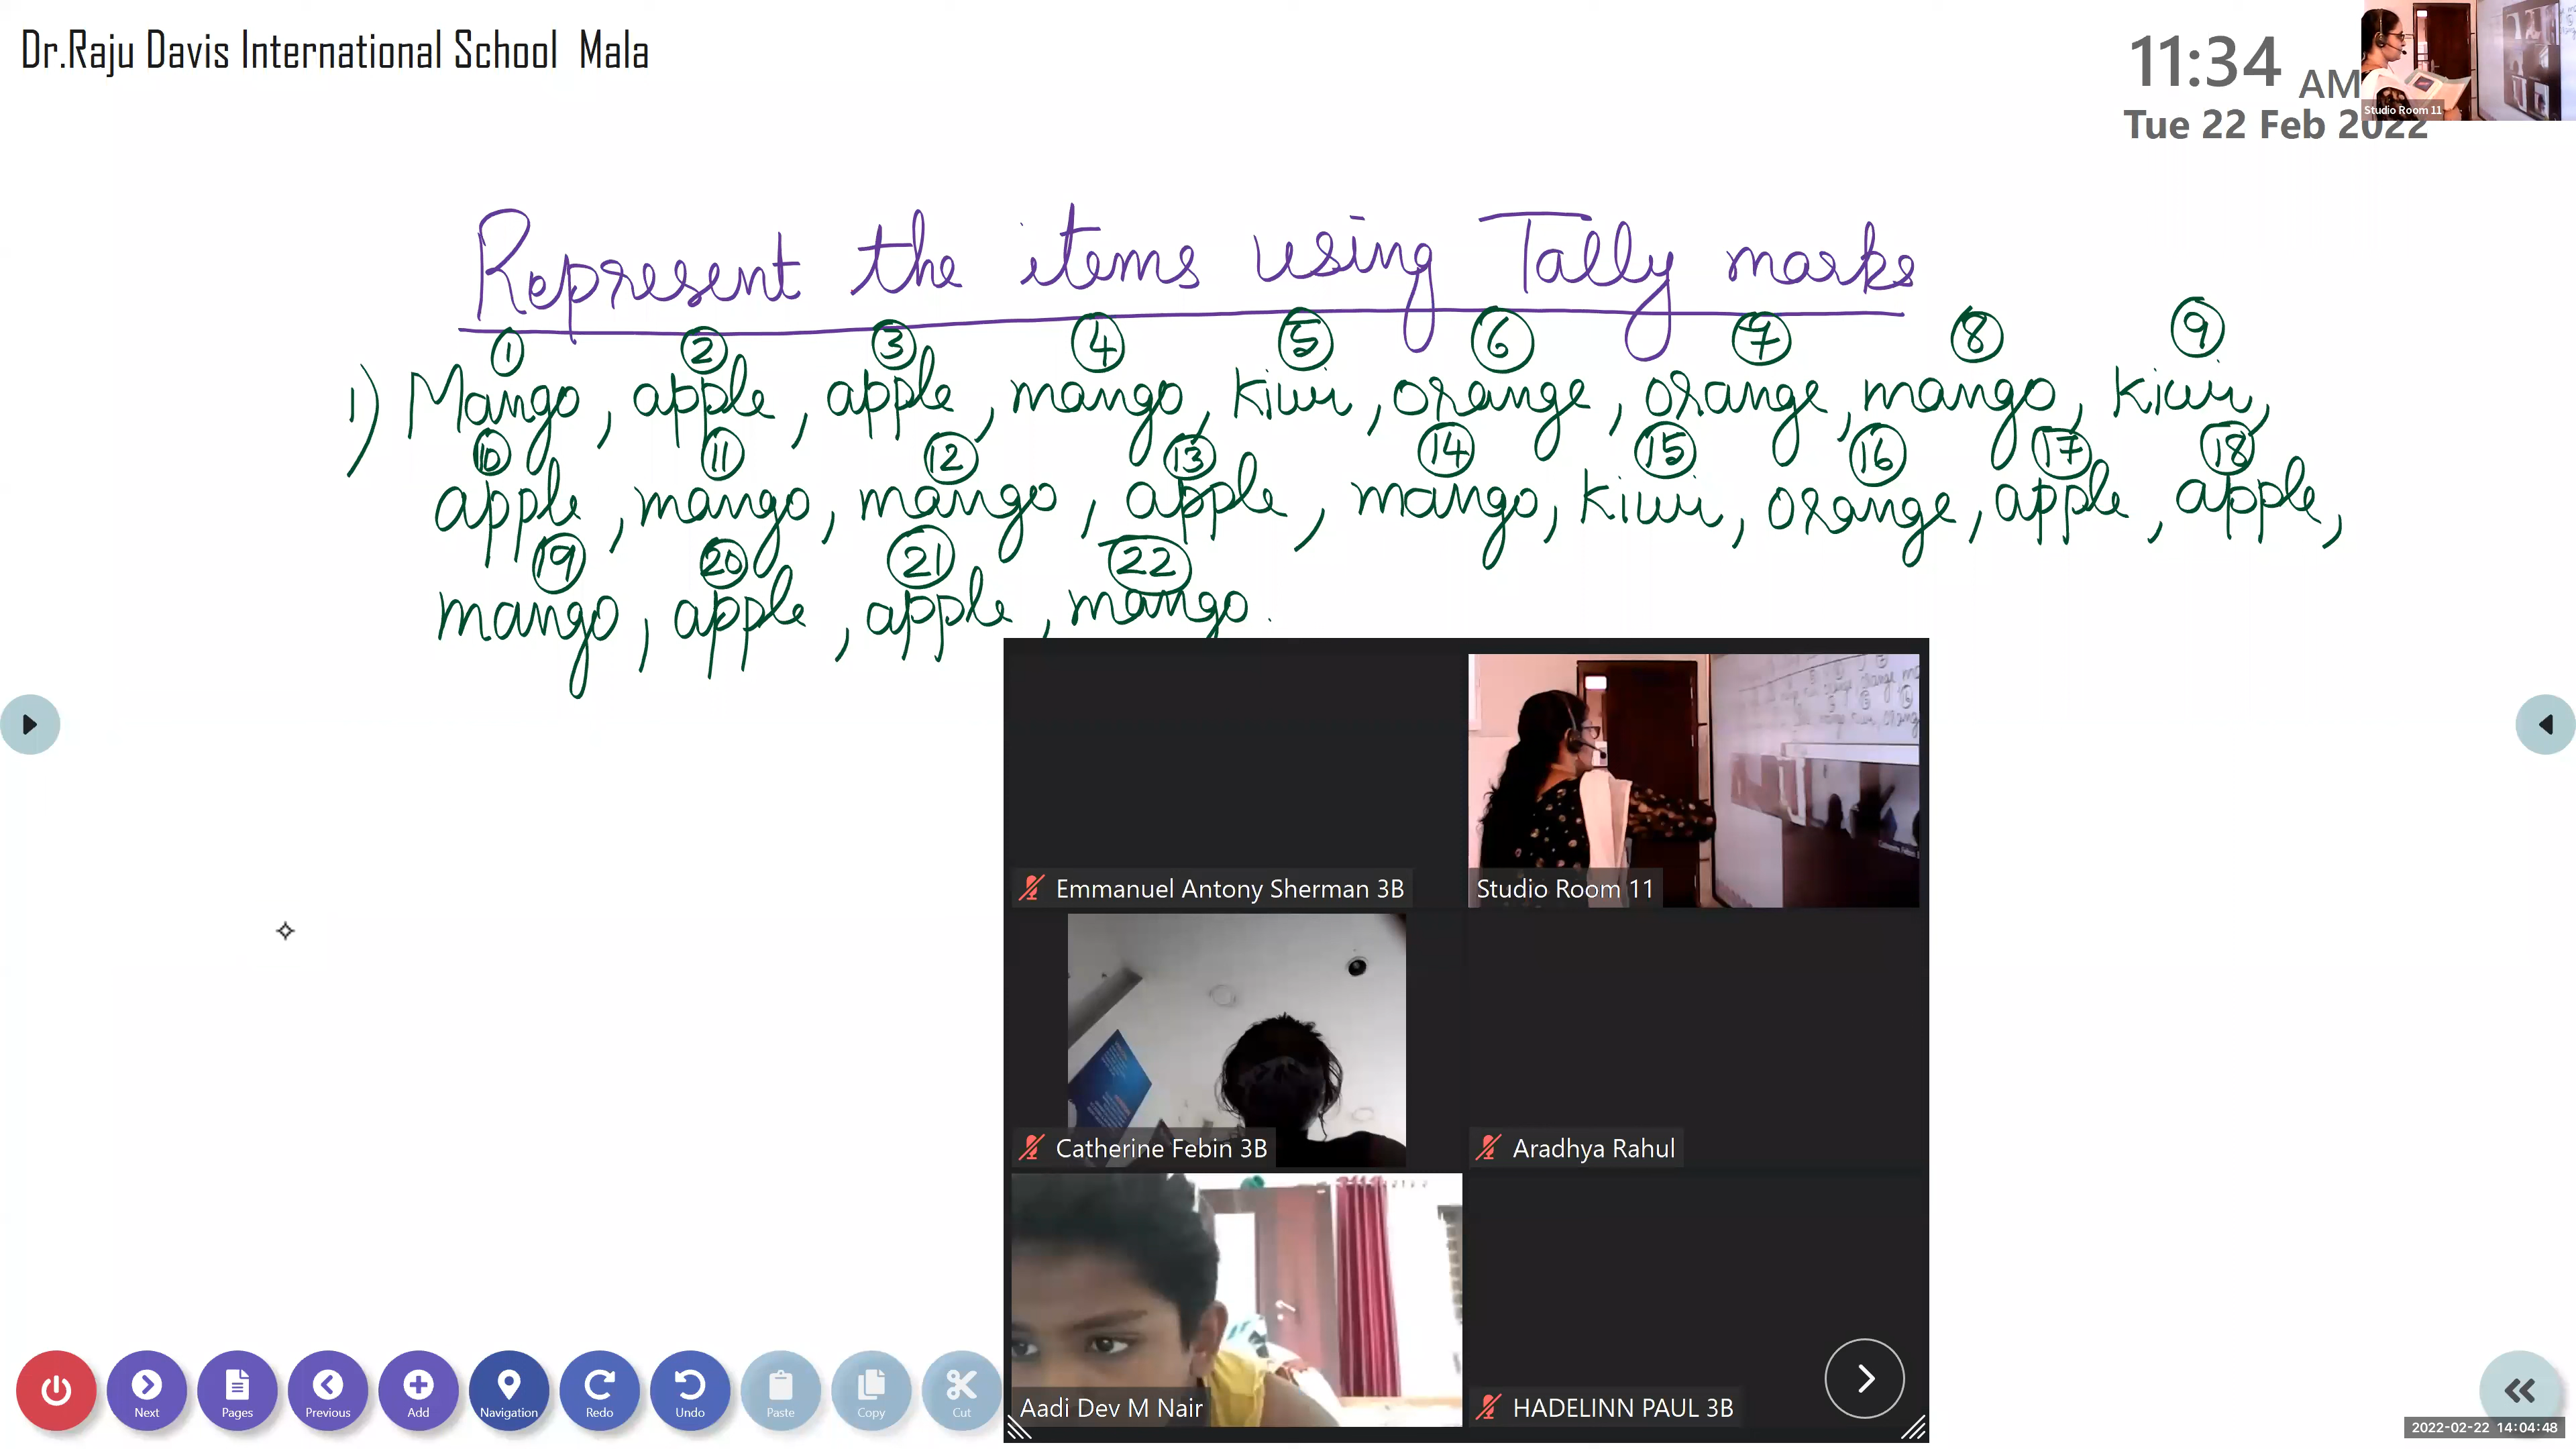 Dr.Raju Davis International School Mala
11:34 AM
Tue 22 Feb 2022
Studio Room 11
Represent the items using Tally marks
1 2 3 4 5 6 7 8 9
1) Mango, apple, apple, mango, kiwi, orange, orange, mango, kiwi,
10 11 12 13 14 15 16 17 18
apple, mango, mango, apple, mango, kiwi, orange, apple, apple,
19 20 21 22
mango, apple, apple, mango.
Emmanuel Antony Sherman 3B
Studio Room 11
Catherine Febin 3B
Aradhya Rahul
Aadi Dev M Nair
HADELINN PAUL 3B
Next Pages Previous Add Navigation Redo Undo Paste Copy Cut
2022-02-22 14:04:48